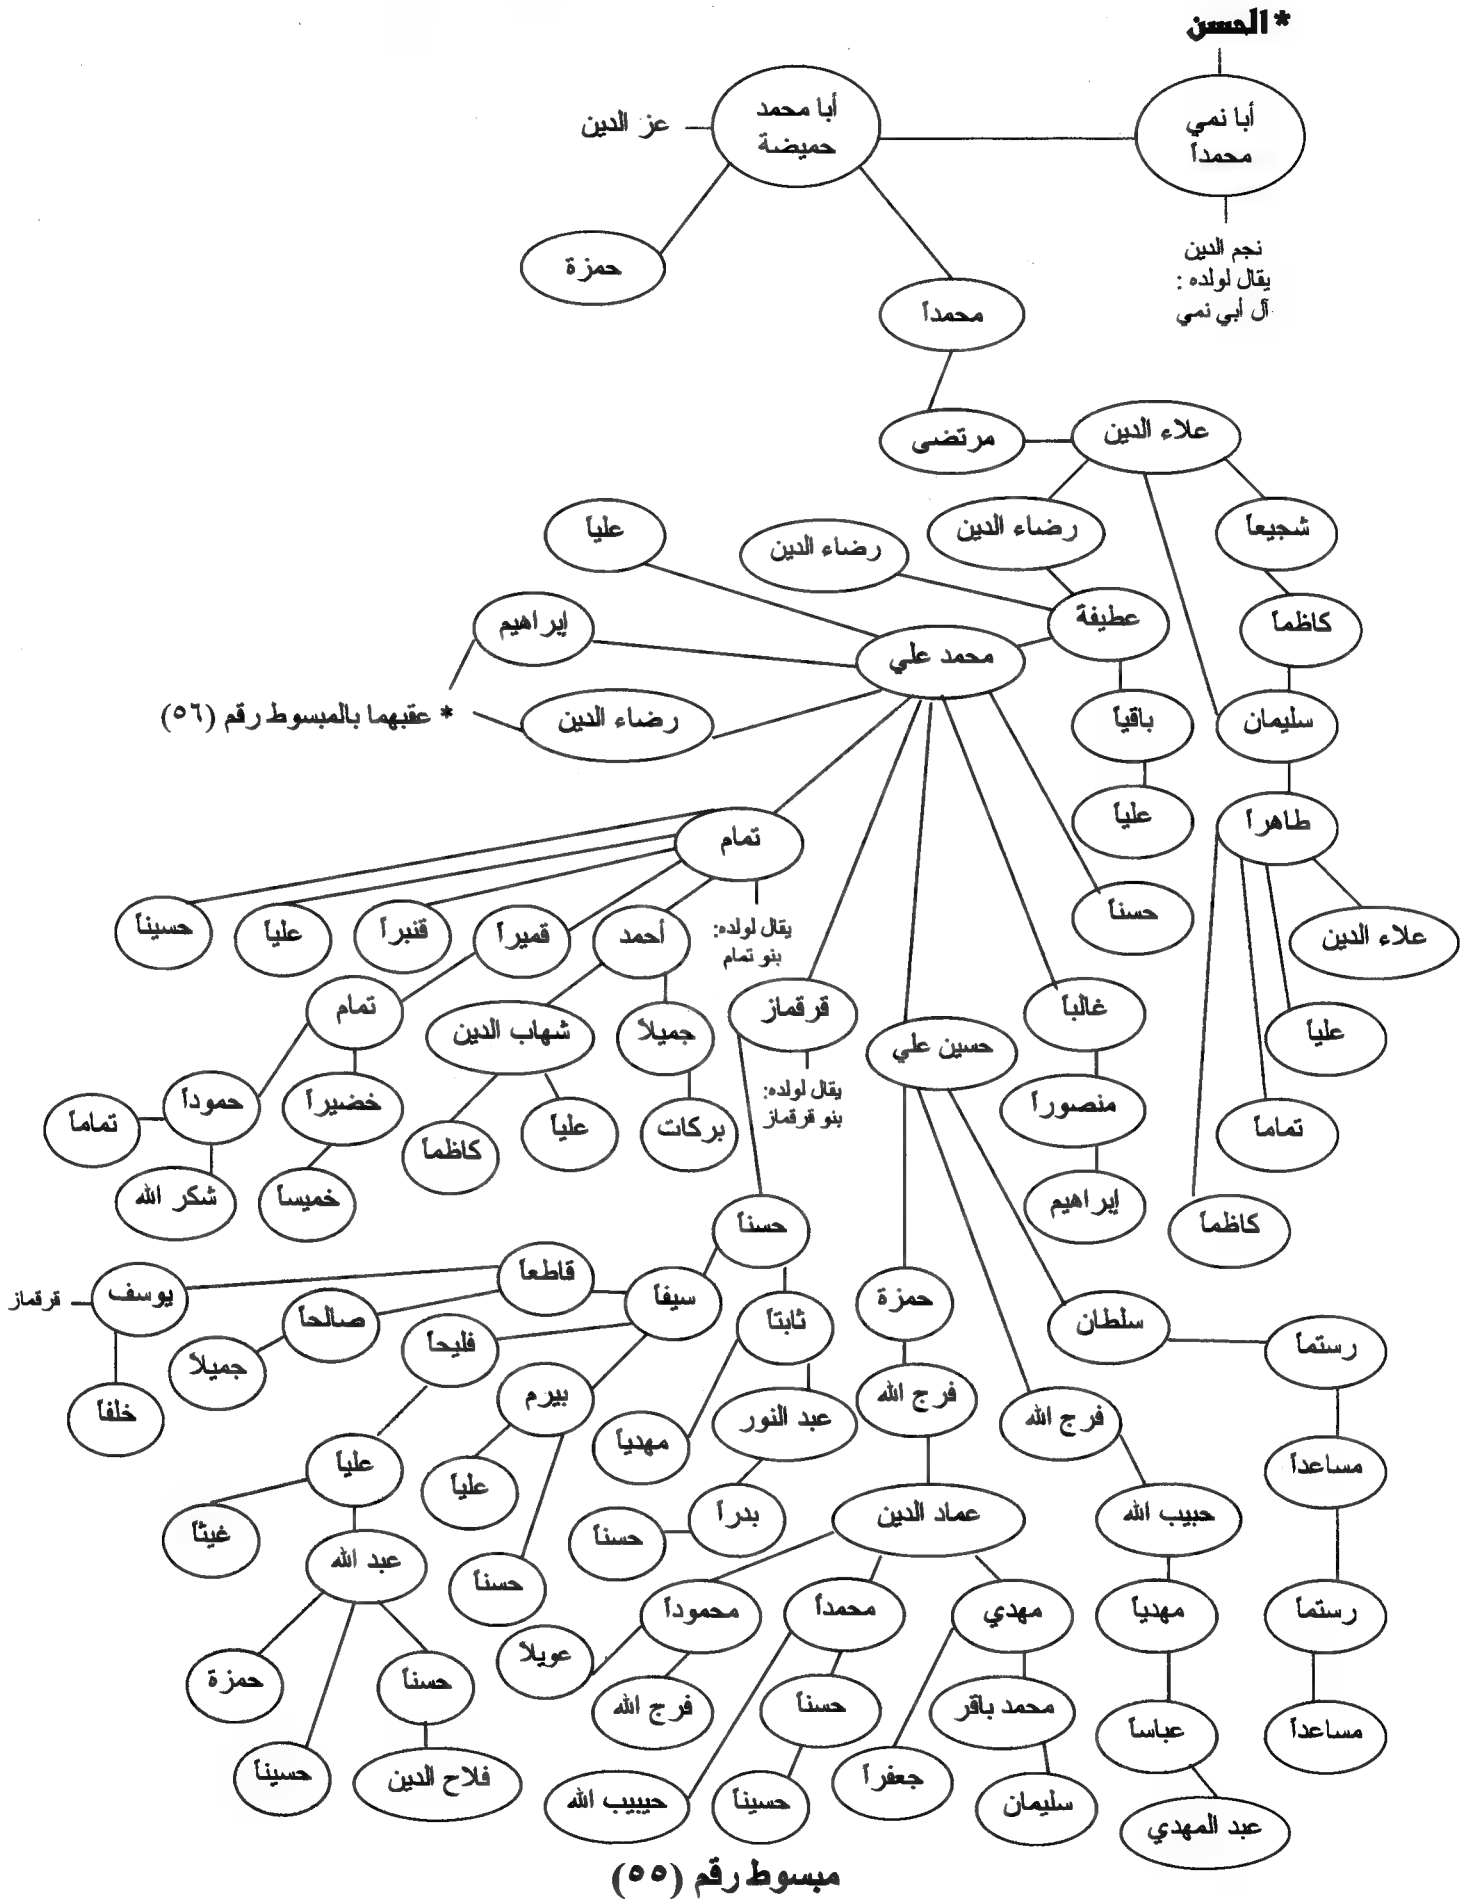 * الحسن
أبا نمي
محمداً
أبا محمد
حميضة
عز الدين
نجم الدين
يقال لولده :
آل أبي نمي
حمزة
محمداً
علاء الدين
مرتضى
شجيعاً
رضاء الدين
رضاء الدين
علياً
كاظماً
عطيفة
محمد علي
إبراهيم
سليمان
باقياً
رضاء الدين
* عقبهما بالمبسوط رقم (٥٦)
طاهراً
علياً
تمام
علاء الدين
حسناً
يقال لولده:
بنو تمام
أحمد
قميراً
قنبراً
علياً
حسيناً
علياً
غالباً
حسين علي
قرقماز
يقال لولده:
بنو قرقماز
جميلاً
شهاب الدين
تمام
تماماً
منصوراً
بركات
علياً
كاظماً
خضيراً
حموداً
تماماً
كاظماً
إبراهيم
خميساً
شكر الله
حسناً
رستماً
سلطان
حمزة
ثابتاً
سيفاً
قاطعاً
صالحاً
يوسف
قرقماز
فليحاً
جميلاً
خلفاً
فرج الله
فرج الله
عبد النور
مهدياً
بيرم
مساعداً
علياً
علياً
حبيب الله
عماد الدين
بدراً
حسناً
غيثاً
عبد الله
حسناً
رستماً
مهدياً
مهدي
محمداً
محموداً
عويلاً
حسناً
حمزة
مساعداً
عباساً
محمد باقر
حسناً
فرج الله
جعفراً
فلاح الدين
حسيناً
سليمان
حسيناً
حبيب الله
عبد المهدي
مبسوط رقم (٥٥)